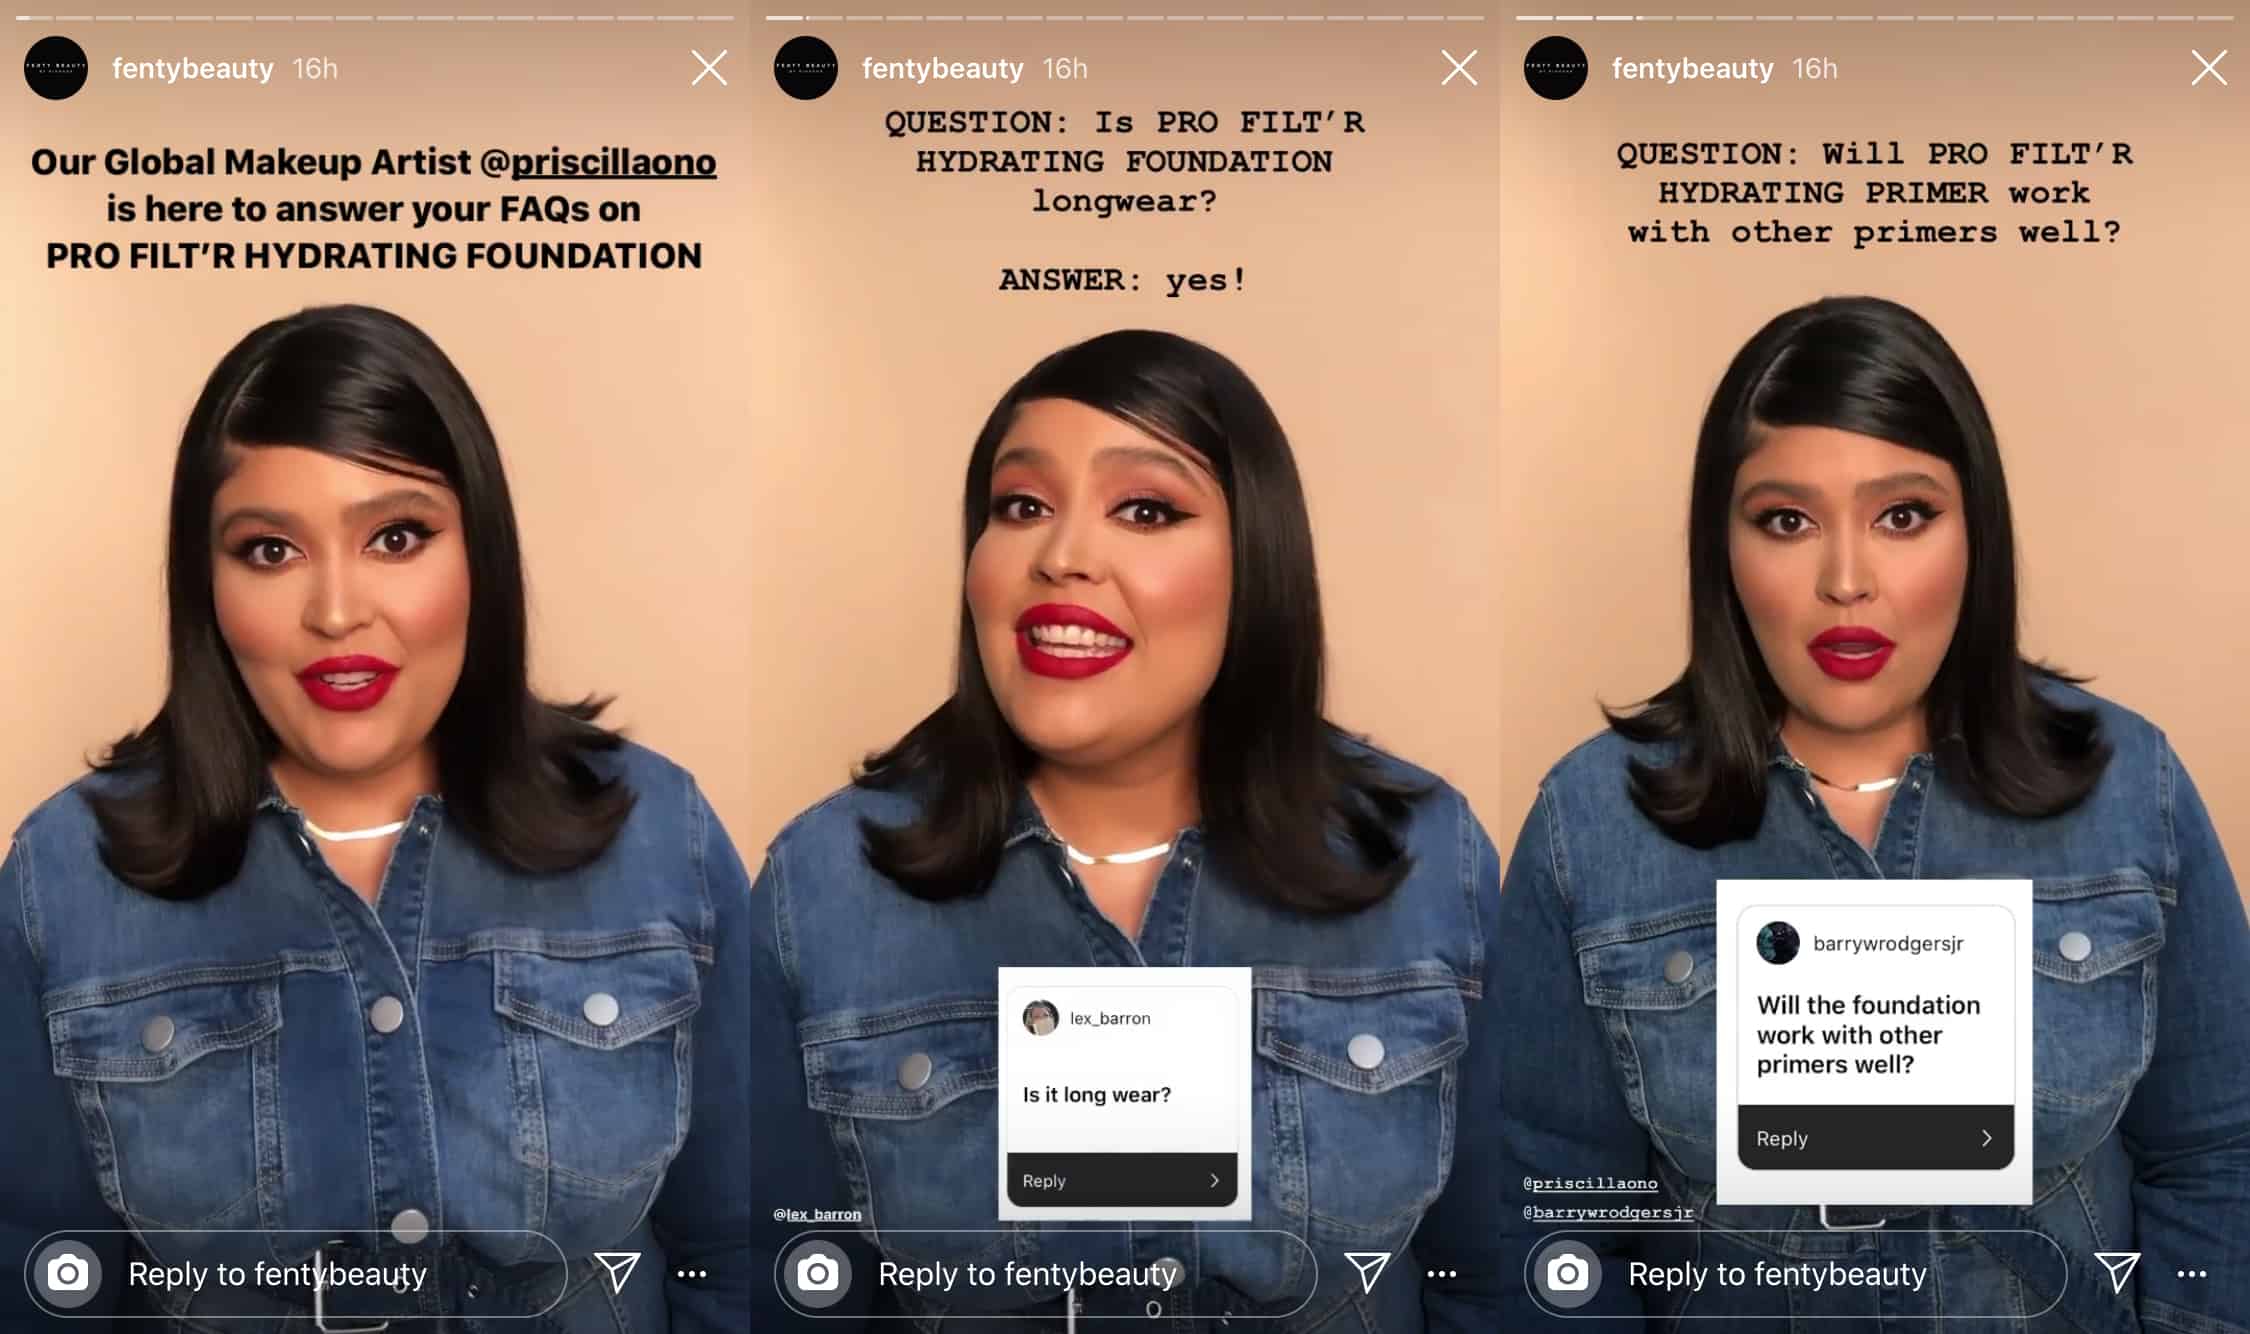 fentybeauty 16h
Our Global Makeup Artist @priscillaono
is here to answer your FAQs on
PRO FILT’R HYDRATING FOUNDATION
Reply to fentybeauty
fentybeauty 16h
QUESTION: Is PRO FILT’R
HYDRATING FOUNDATION
longwear?
ANSWER: yes!
lex_barron
Is it long wear?
Reply
@lex_barron
Reply to fentybeauty
fentybeauty 16h
QUESTION: Will PRO FILT’R
HYDRATING PRIMER work
with other primers well?
barrywrodgersjr
Will the foundation
work with other
primers well?
Reply
@priscillaono
@barrywrodgersjr
Reply to fentybeauty